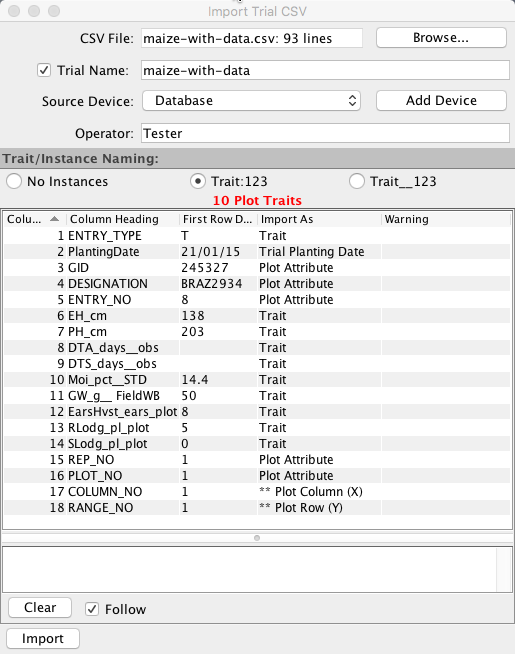 Import Trial CSV
CSV File: maize-with-data.csv: 93 lines Browse...
Trial Name: maize-with-data
Source Device: Database Add Device
Operator: Tester
Trait/Instance Naming:
No Instances Trait:123 Trait__123
10 Plot Traits
Colu... Column Heading First Row D... Import As Warning
1 ENTRY_TYPE T Trait
2 PlantingDate 21/01/15 Trial Planting Date
3 GID 245327 Plot Attribute
4 DESIGNATION BRAZ2934 Plot Attribute
5 ENTRY_NO 8 Plot Attribute
6 EH_cm 138 Trait
7 PH_cm 203 Trait
8 DTA_days__obs Trait
9 DTS_days__obs Trait
10 Moi_pct__STD 14.4 Trait
11 GW_g__ FieldWB 50 Trait
12 EarsHvst_ears_plot 8 Trait
13 RLodg_pl_plot 5 Trait
14 SLodg_pl_plot 0 Trait
15 REP_NO 1 Plot Attribute
16 PLOT_NO 1 Plot Attribute
17 COLUMN_NO 1 ** Plot Column (X)
18 RANGE_NO 1 ** Plot Row (Y)
Clear Follow
Import